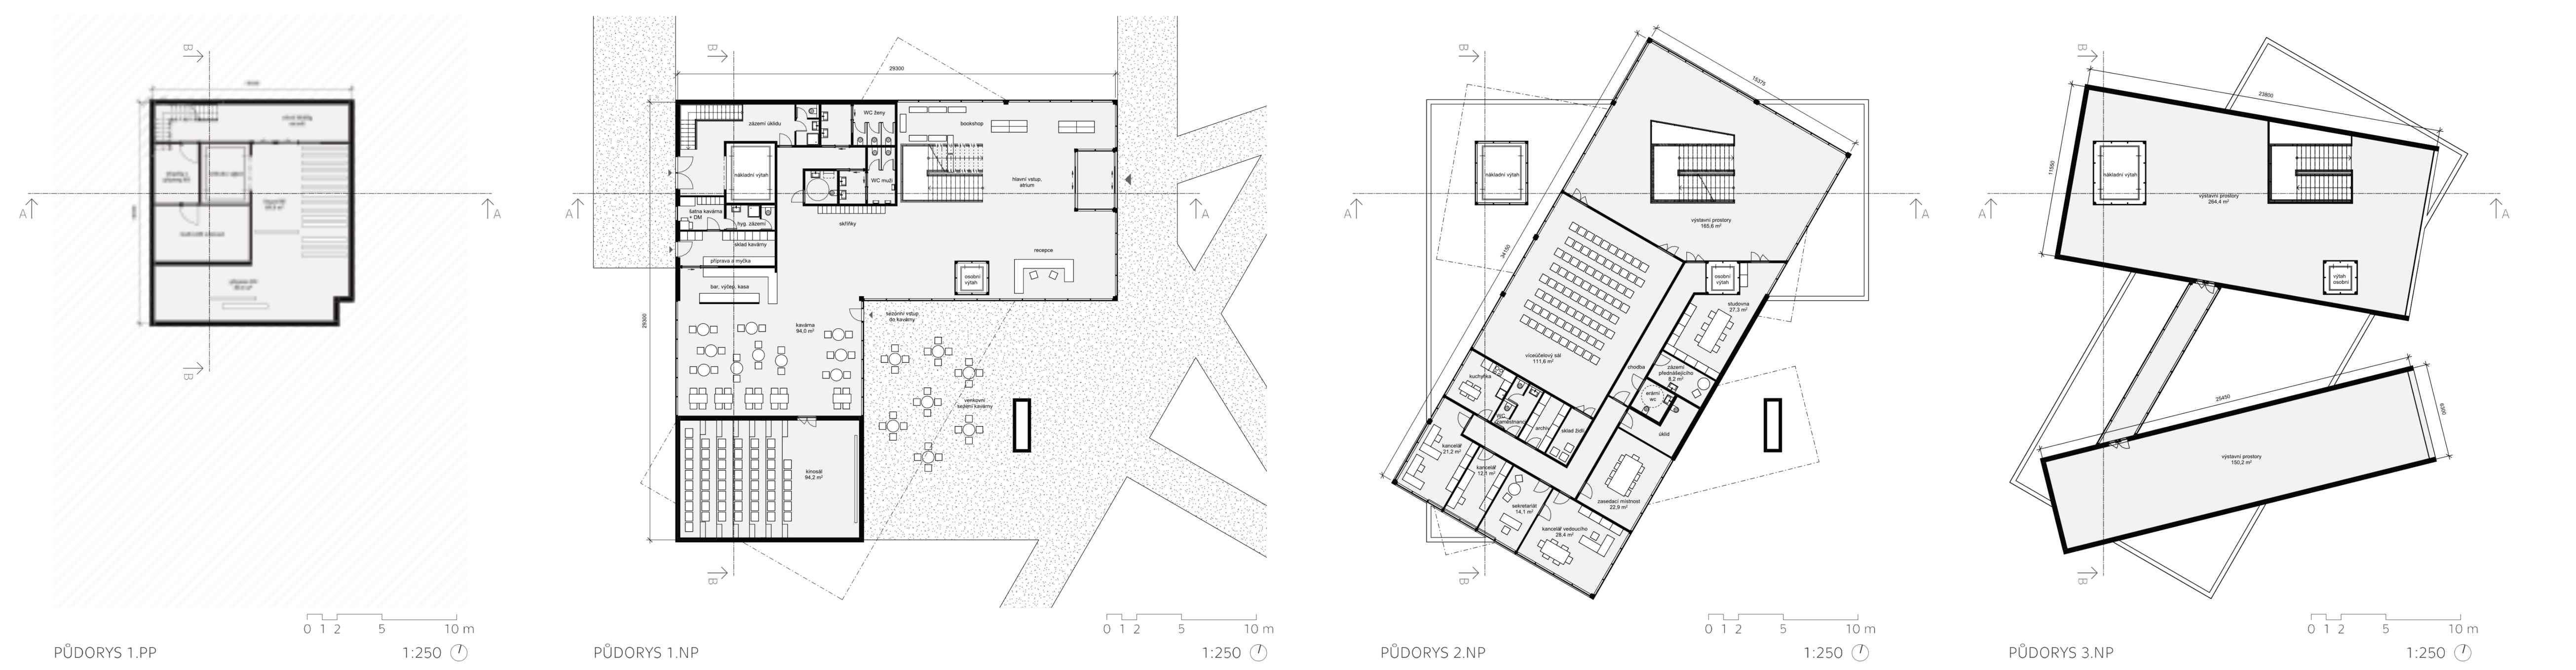 B
B
A
A
0 1 2 5 10 m
PŮDORYS 1.PP
1:250
B
29300
29300
zázemí úklidu
WC ženy
bookshop
nákladní výtah
WC muži
hlavní vstup,
atrium
šatna kavárna
+ DM
hyg. zázemí
skříňky
sklad kavárny
příprava a myčka
recepce
bar, výčep, kasa
osobní
výtah
sezónní vstup
do kavárny
kavárna
94,0 m²
venkovní
sezení kavárny
kinosál
94,2 m²
A
A
B
0 1 2 5 10 m
PŮDORYS 1.NP
1:250
B
15375
34150
nákladní výtah
výstavní prostory
165,6 m²
osobní
výtah
studovna
27,3 m²
víceúčelový sál
111,6 m²
chodba
zázemí
přednášejícího
8,2 m²
kuchyňka
erární
wc
WC
zaměstnanci
archiv
sklad židlí
úklid
kancelář
21,2 m²
kancelář
12,1 m²
sekretariát
14,1 m²
zasedací místnost
22,9 m²
kancelář vedoucího
28,4 m²
A
A
B
0 1 2 5 10 m
PŮDORYS 2.NP
1:250
B
23800
11550
nákladní výtah
výstavní prostory
264,4 m²
výtah
osobní
25450
6300
výstavní prostory
150,2 m²
A
A
B
0 1 2 5 10 m
PŮDORYS 3.NP
1:250